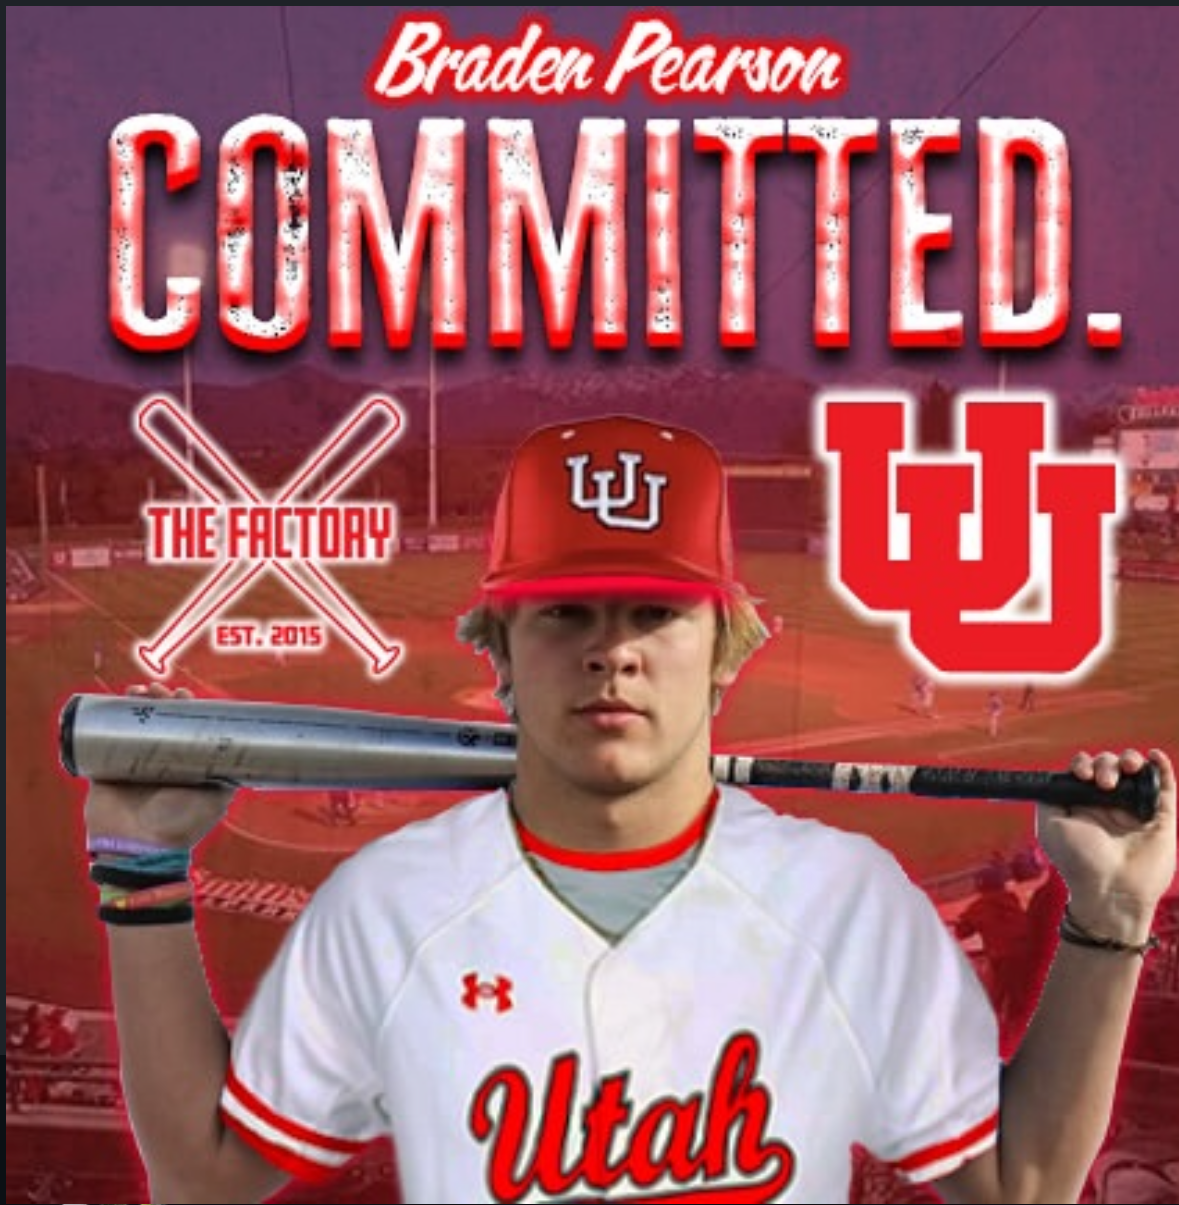 Braden Pearson
COMMITTED.
THE FACTORY
EST. 2015
UU
UU
Utah